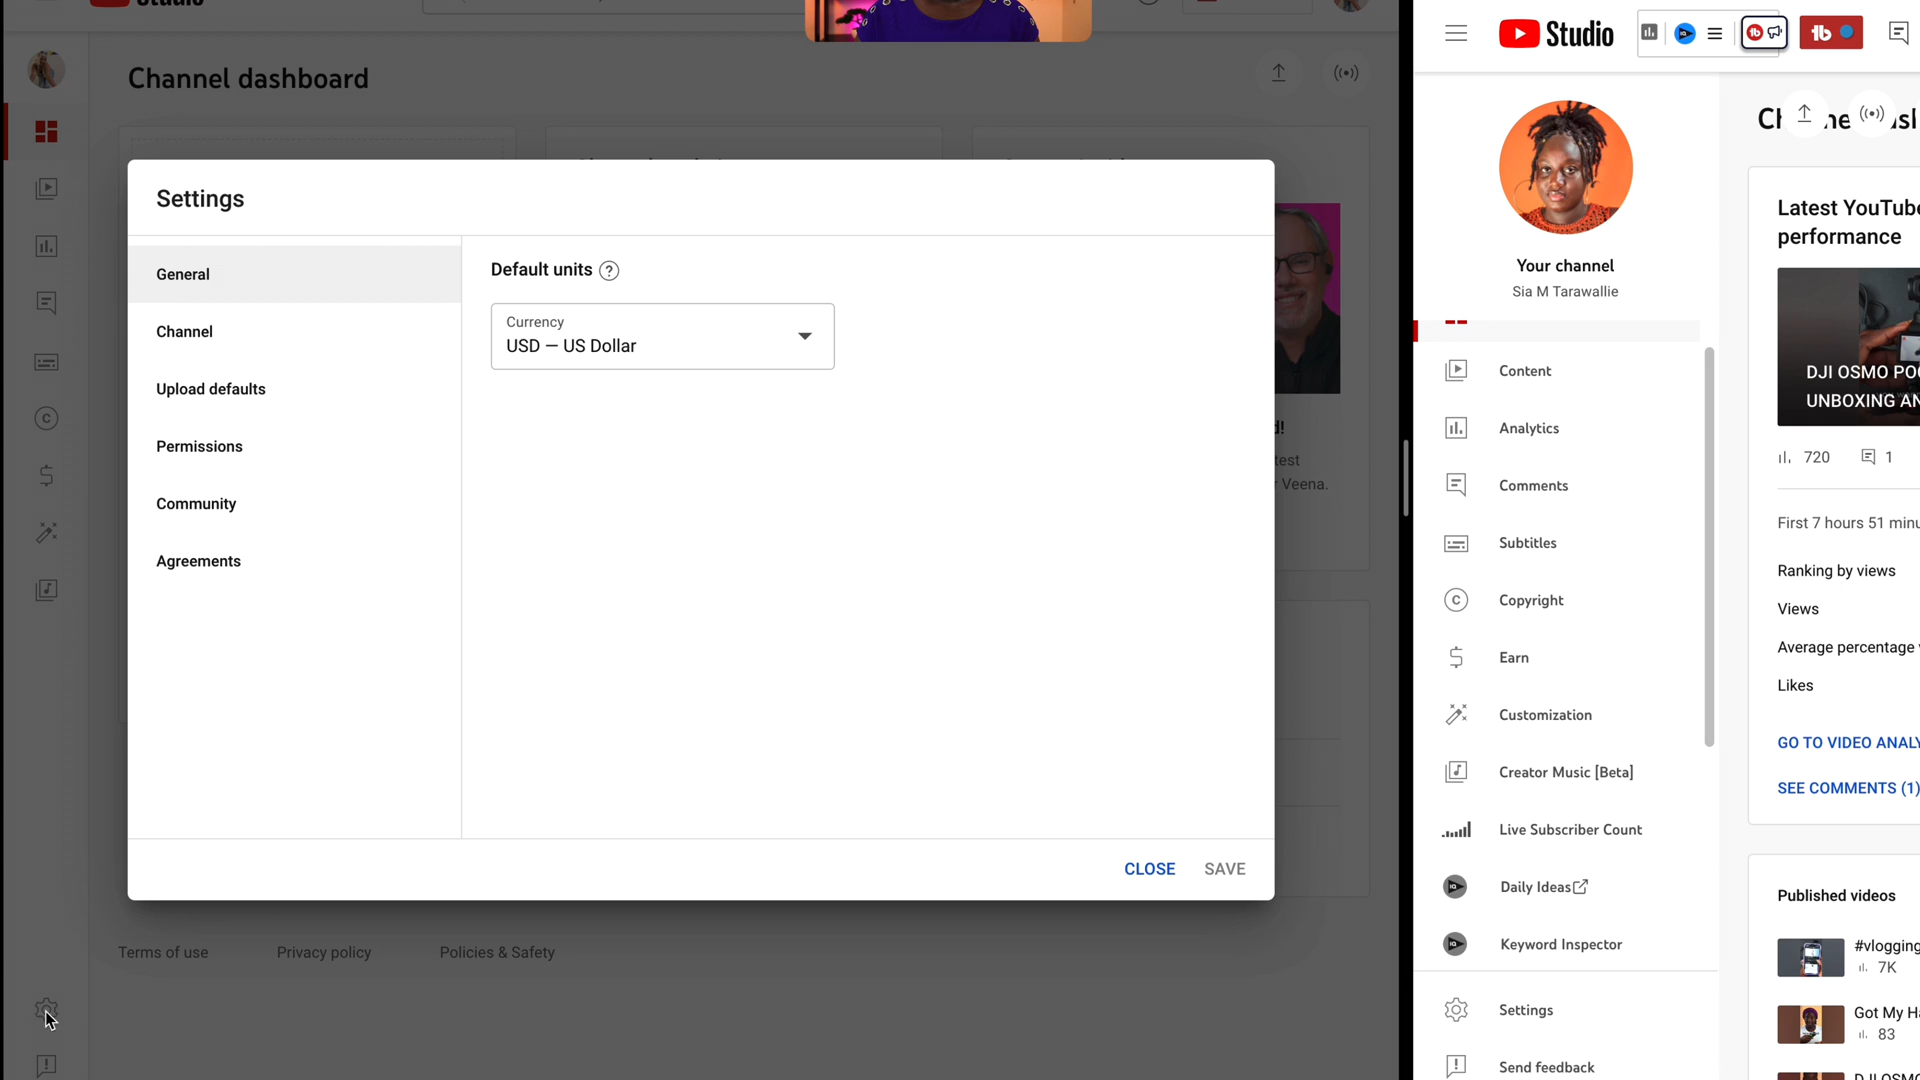 Studio
Channel dashboard
Settings
General
Channel
Upload defaults
Permissions
Community
Agreements
Default units ?
Currency
USD — US Dollar
CLOSE
SAVE
test
r Veena.
Terms of use
Privacy policy
Policies & Safety
Studio
tb
Your channel
Sia M Tarawallie
Content
Analytics
Comments
Subtitles
Copyright
Earn
Customization
Creator Music [Beta]
Live Subscriber Count
Daily Ideas
Keyword Inspector
Settings
Send feedback
Latest YouTube
performance
DJI OSMO PO
UNBOXING AN
720
1
First 7 hours 51 minu
Ranking by views
Views
Average percentage
Likes
GO TO VIDEO ANALY
SEE COMMENTS (1)
Published videos
#vlogging
7K
Got My Ha
83